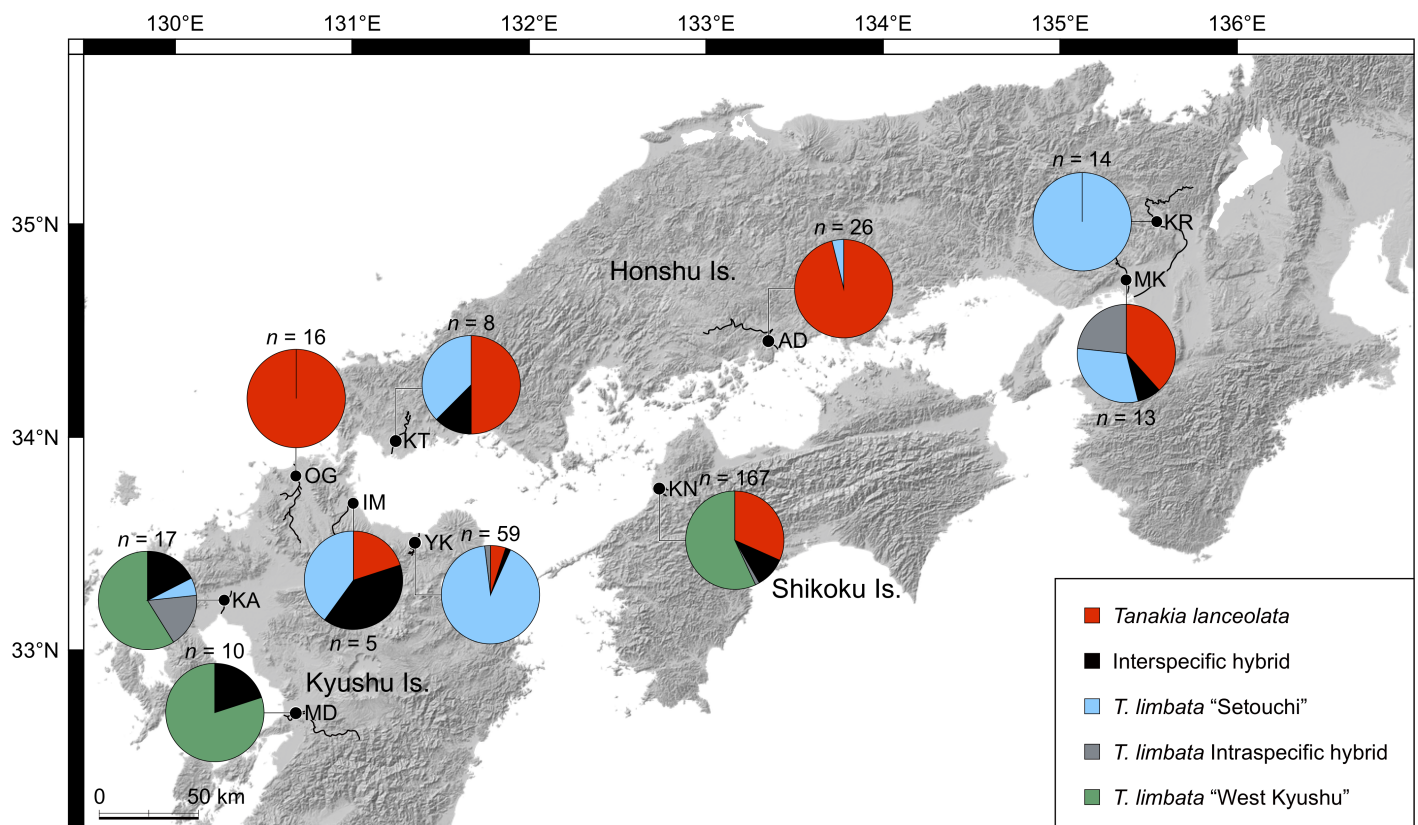 130°E 131°E 132°E 133°E 134°E 135°E 136°E
n = 14
35°N
KR
n = 26
Honshu Is.
MK
n = 8
n = 16
AD
n = 13
34°N
KT
OG
KN
n = 167
IM
n = 17
YK
n = 59
Shikoku Is.
KA
n = 5
Tanakia lanceolata
33°N
n = 10
Interspecific hybrid
Kyushu Is.
T. limbata “Setouchi”
MD
T. limbata Intraspecific hybrid
0 50 km
T. limbata “West Kyushu”